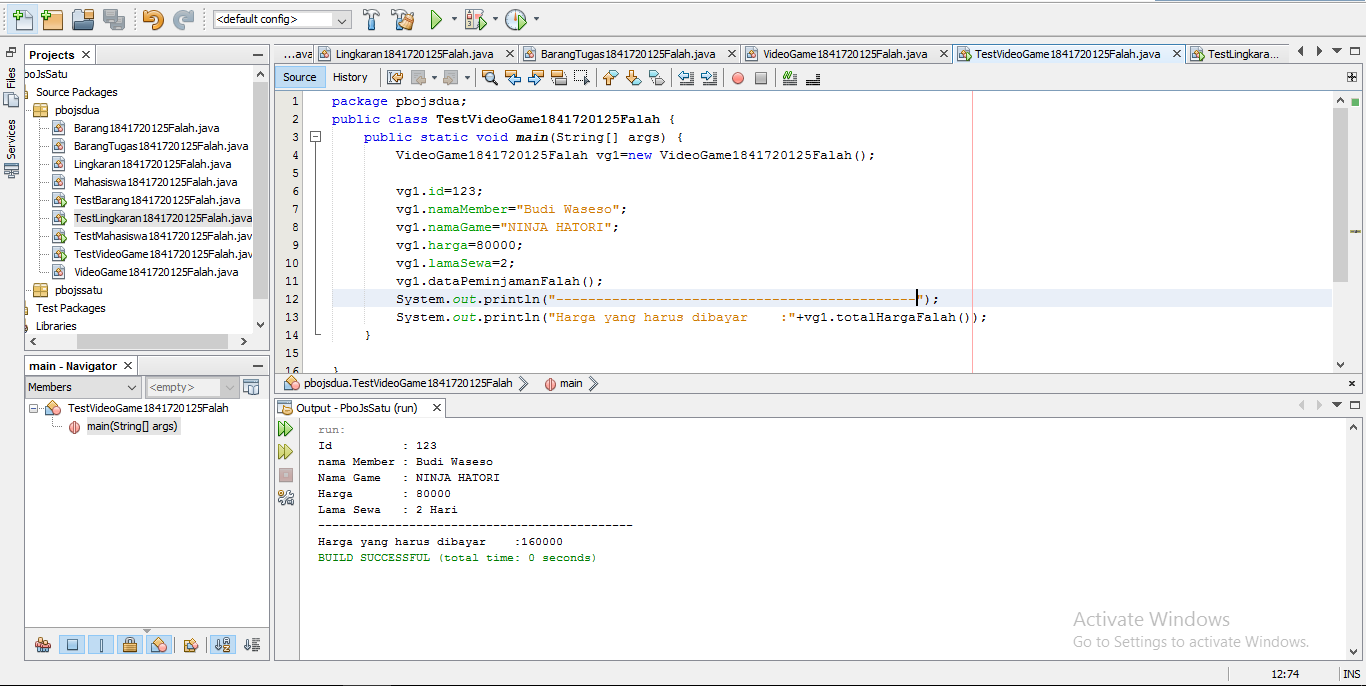 <default config>
Projects
Files
Services
boJsSatu
Source Packages
pbojsdua
Barang1841720125Falah.java
BarangTugas1841720125Falah.java
Lingkaran1841720125Falah.java
Mahasiswa1841720125Falah.java
TestBarang1841720125Falah.java
TestLingkaran1841720125Falah.java
TestMahasiswa1841720125Falah.jav
TestVideoGame1841720125Falah.jav
VideoGame1841720125Falah.java
pbojssatu
Test Packages
Libraries
main - Navigator
Members <empty>
TestVideoGame1841720125Falah
main(String[] args)
...ava Lingkaran1841720125Falah.java BarangTugas1841720125Falah.java VideoGame1841720125Falah.java TestVideoGame1841720125Falah.java TestLingkara...
Source History
1 package pbojsdua;
2 public class TestVideoGame1841720125Falah {
3 public static void main(String[] args) {
4 VideoGame1841720125Falah vg1=new VideoGame1841720125Falah();
5
6 vg1.id=123;
7 vg1.namaMember="Budi Waseso";
8 vg1.namaGame="NINJA HATORI";
9 vg1.harga=80000;
10 vg1.lamaSewa=2;
11 vg1.dataPeminjamanFalah();
12 System.out.println("---------------------------------------------");
13 System.out.println("Harga yang harus dibayar    :"+vg1.totalHargaFalah());
14 }
15
16 }
pbojsdua.TestVideoGame1841720125Falah main
Output - PboJsSatu (run)
run:
Id          : 123
nama Member : Budi Waseso
Nama Game   : NINJA HATORI
Harga       : 80000
Lama Sewa   : 2 Hari
---------------------------------------------
Harga yang harus dibayar    :160000
BUILD SUCCESSFUL (total time: 0 seconds)
Activate Windows
Go to Settings to activate Windows.
12:74 INS